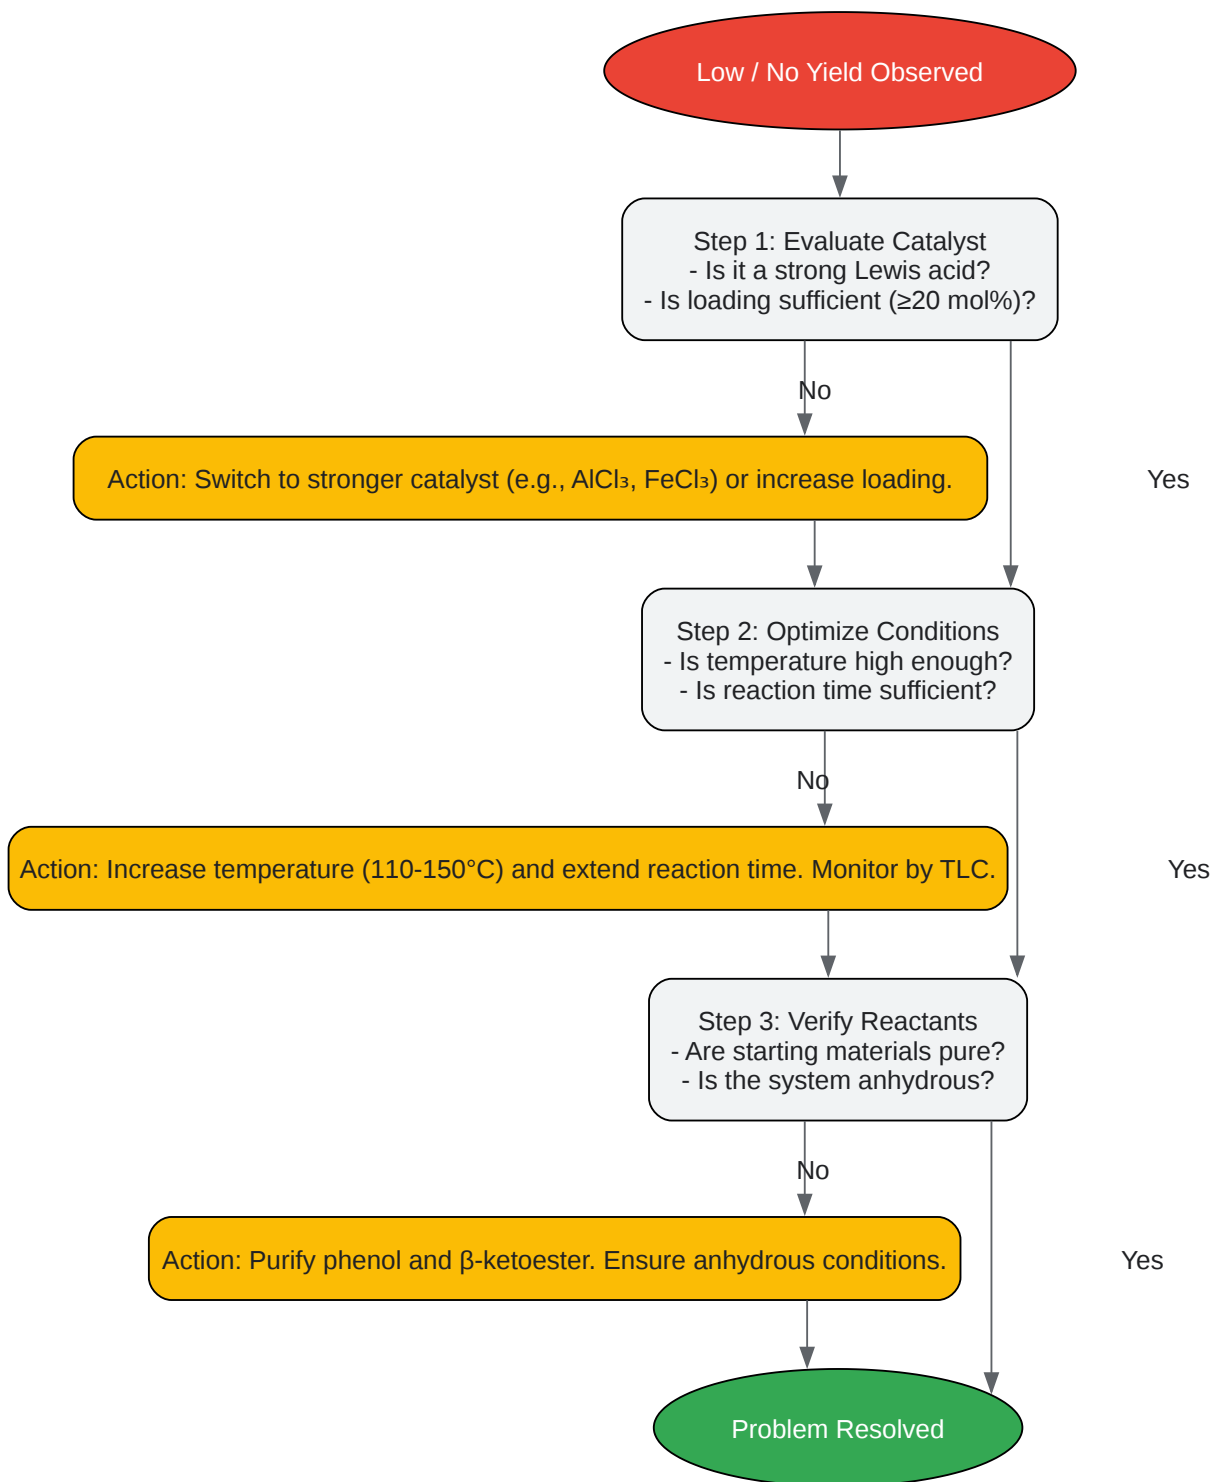 Low / No Yield Observed
Step 1: Evaluate Catalyst
- Is it a strong Lewis acid?
- Is loading sufficient (≥20 mol%)?
No
Action: Switch to stronger catalyst (e.g., AlCl₃, FeCl₃) or increase loading.
Yes
Step 2: Optimize Conditions
- Is temperature high enough?
- Is reaction time sufficient?
No
Action: Increase temperature (110-150°C) and extend reaction time. Monitor by TLC.
Yes
Step 3: Verify Reactants
- Are starting materials pure?
- Is the system anhydrous?
No
Action: Purify phenol and β-ketoester. Ensure anhydrous conditions.
Yes
Problem Resolved